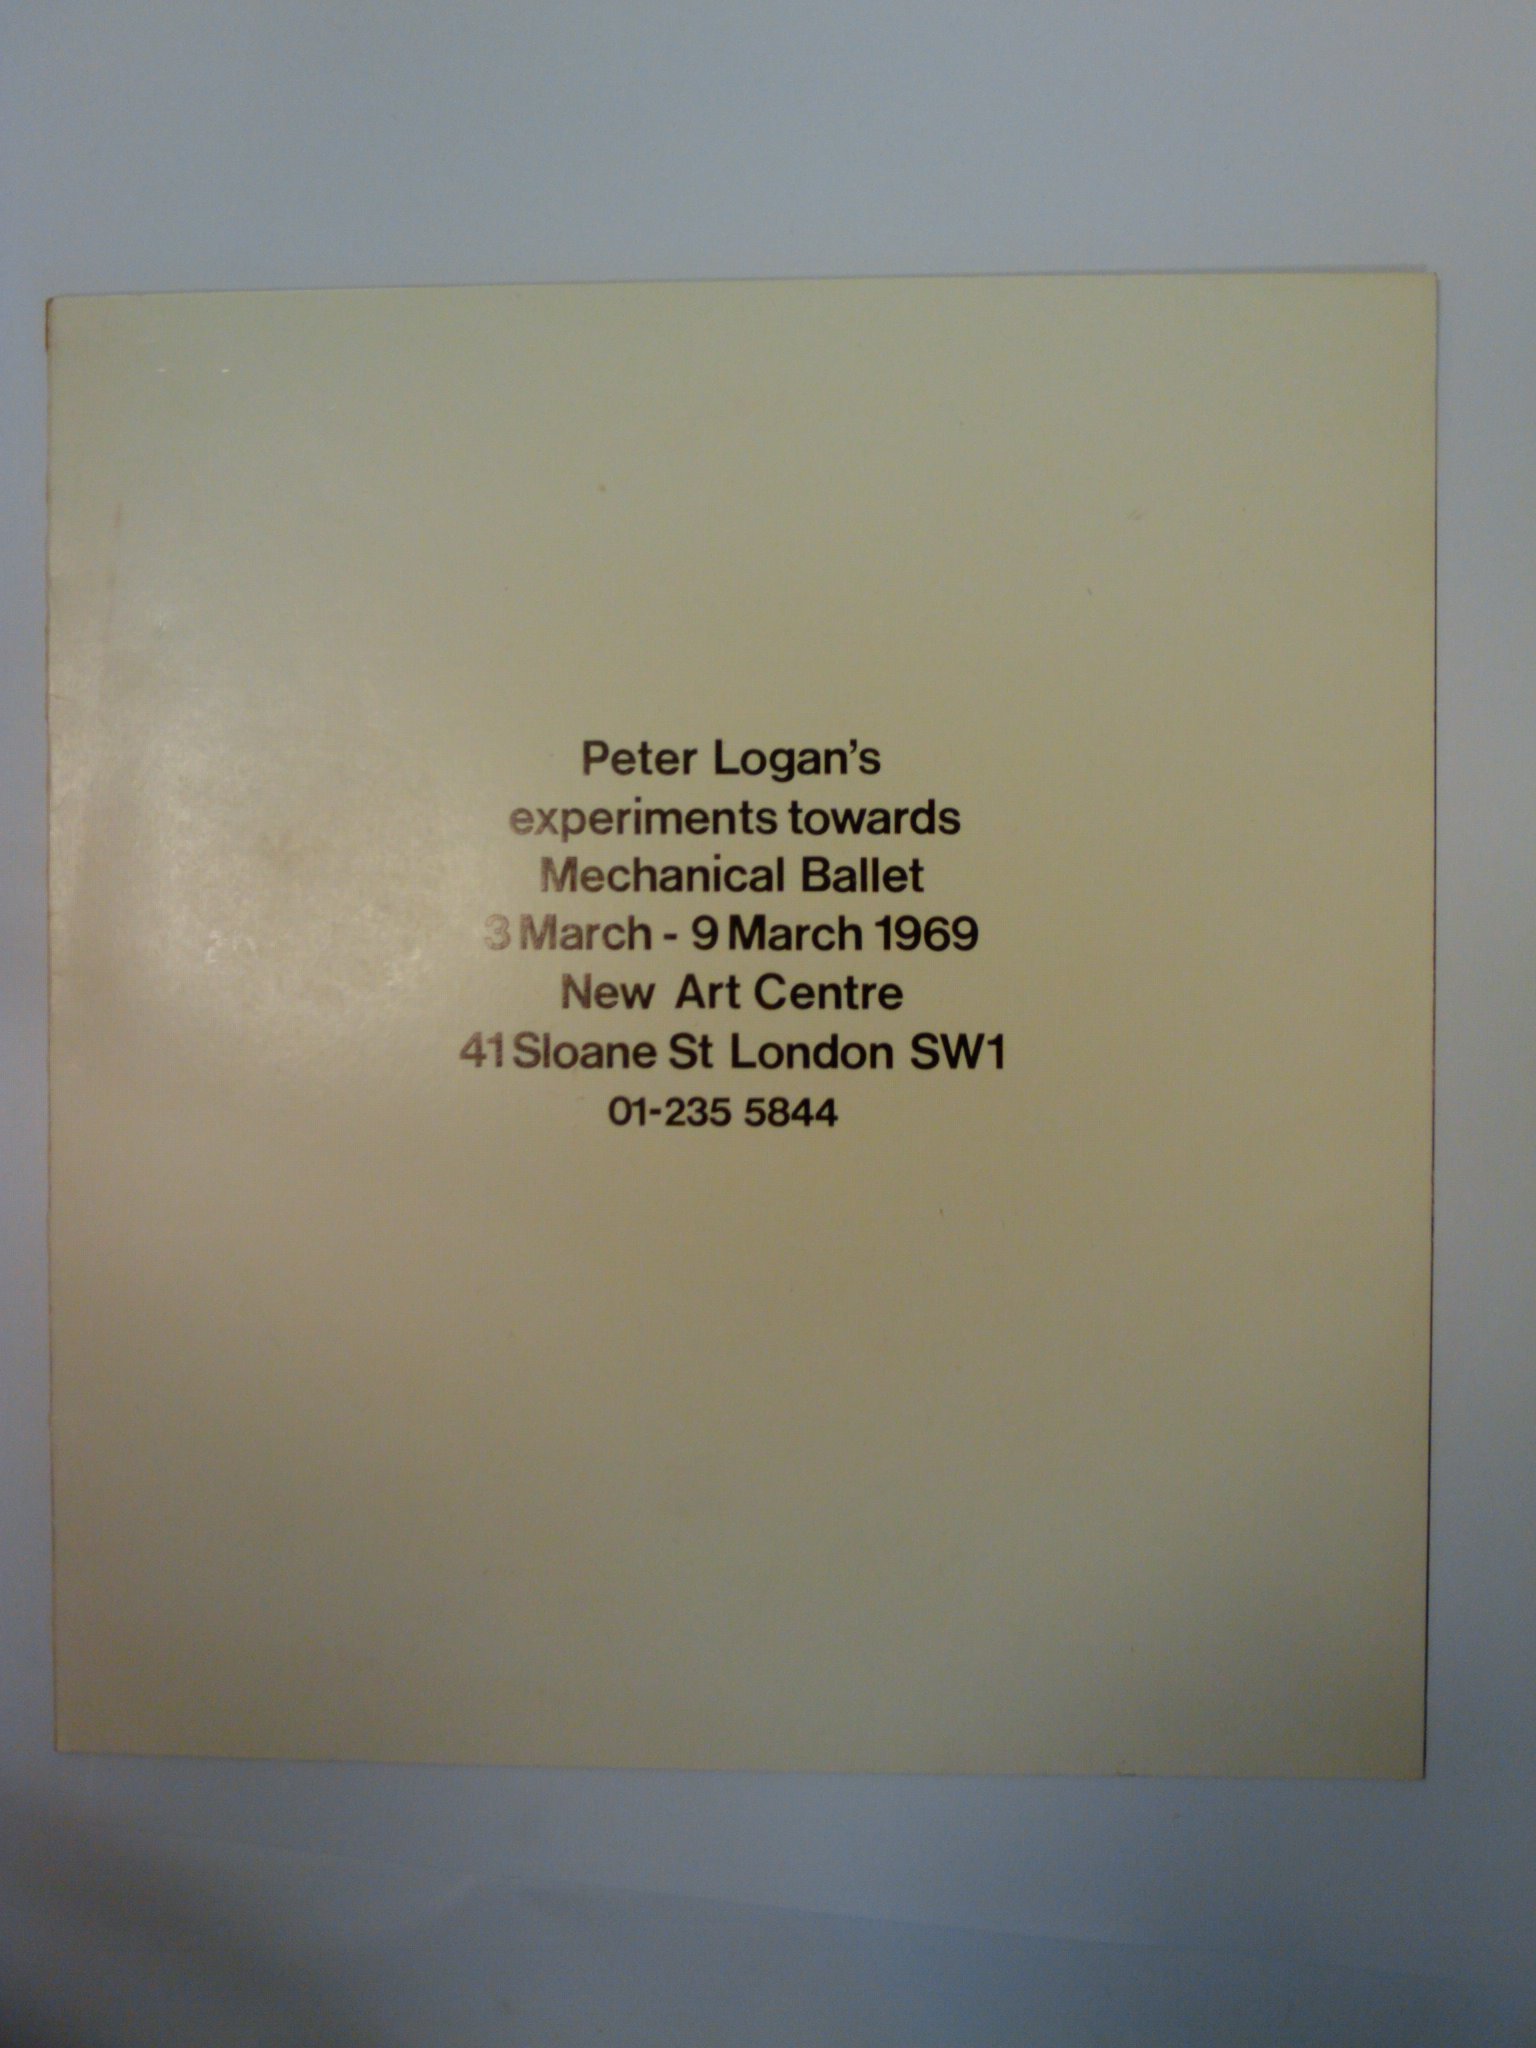 Peter Logan's
experiments towards
Mechanical Ballet
3 March - 9 March 1969
New Art Centre
41 Sloane St London SW1
01-235 5844